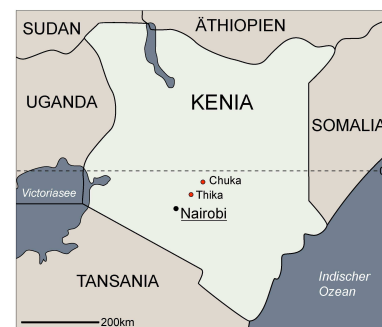 SUDAN
ÄTHIOPIEN
UGANDA
KENIA
SOMALIA
Chuka
Thika
Victoriasee
Nairobi
TANSANIA
Indischer
Ozean
200km